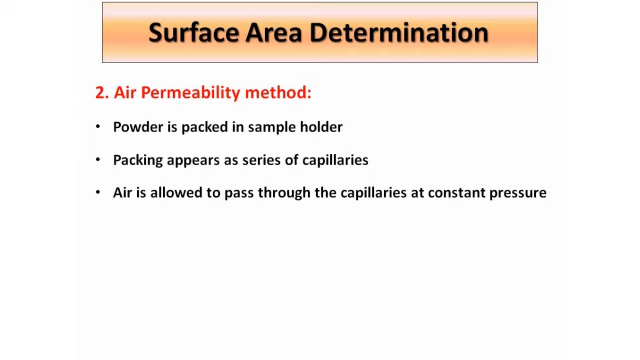 Surface Area Determination
2. Air Permeability method:
• Powder is packed in sample holder
• Packing appears as series of capillaries
• Air is allowed to pass through the capillaries at constant pressure